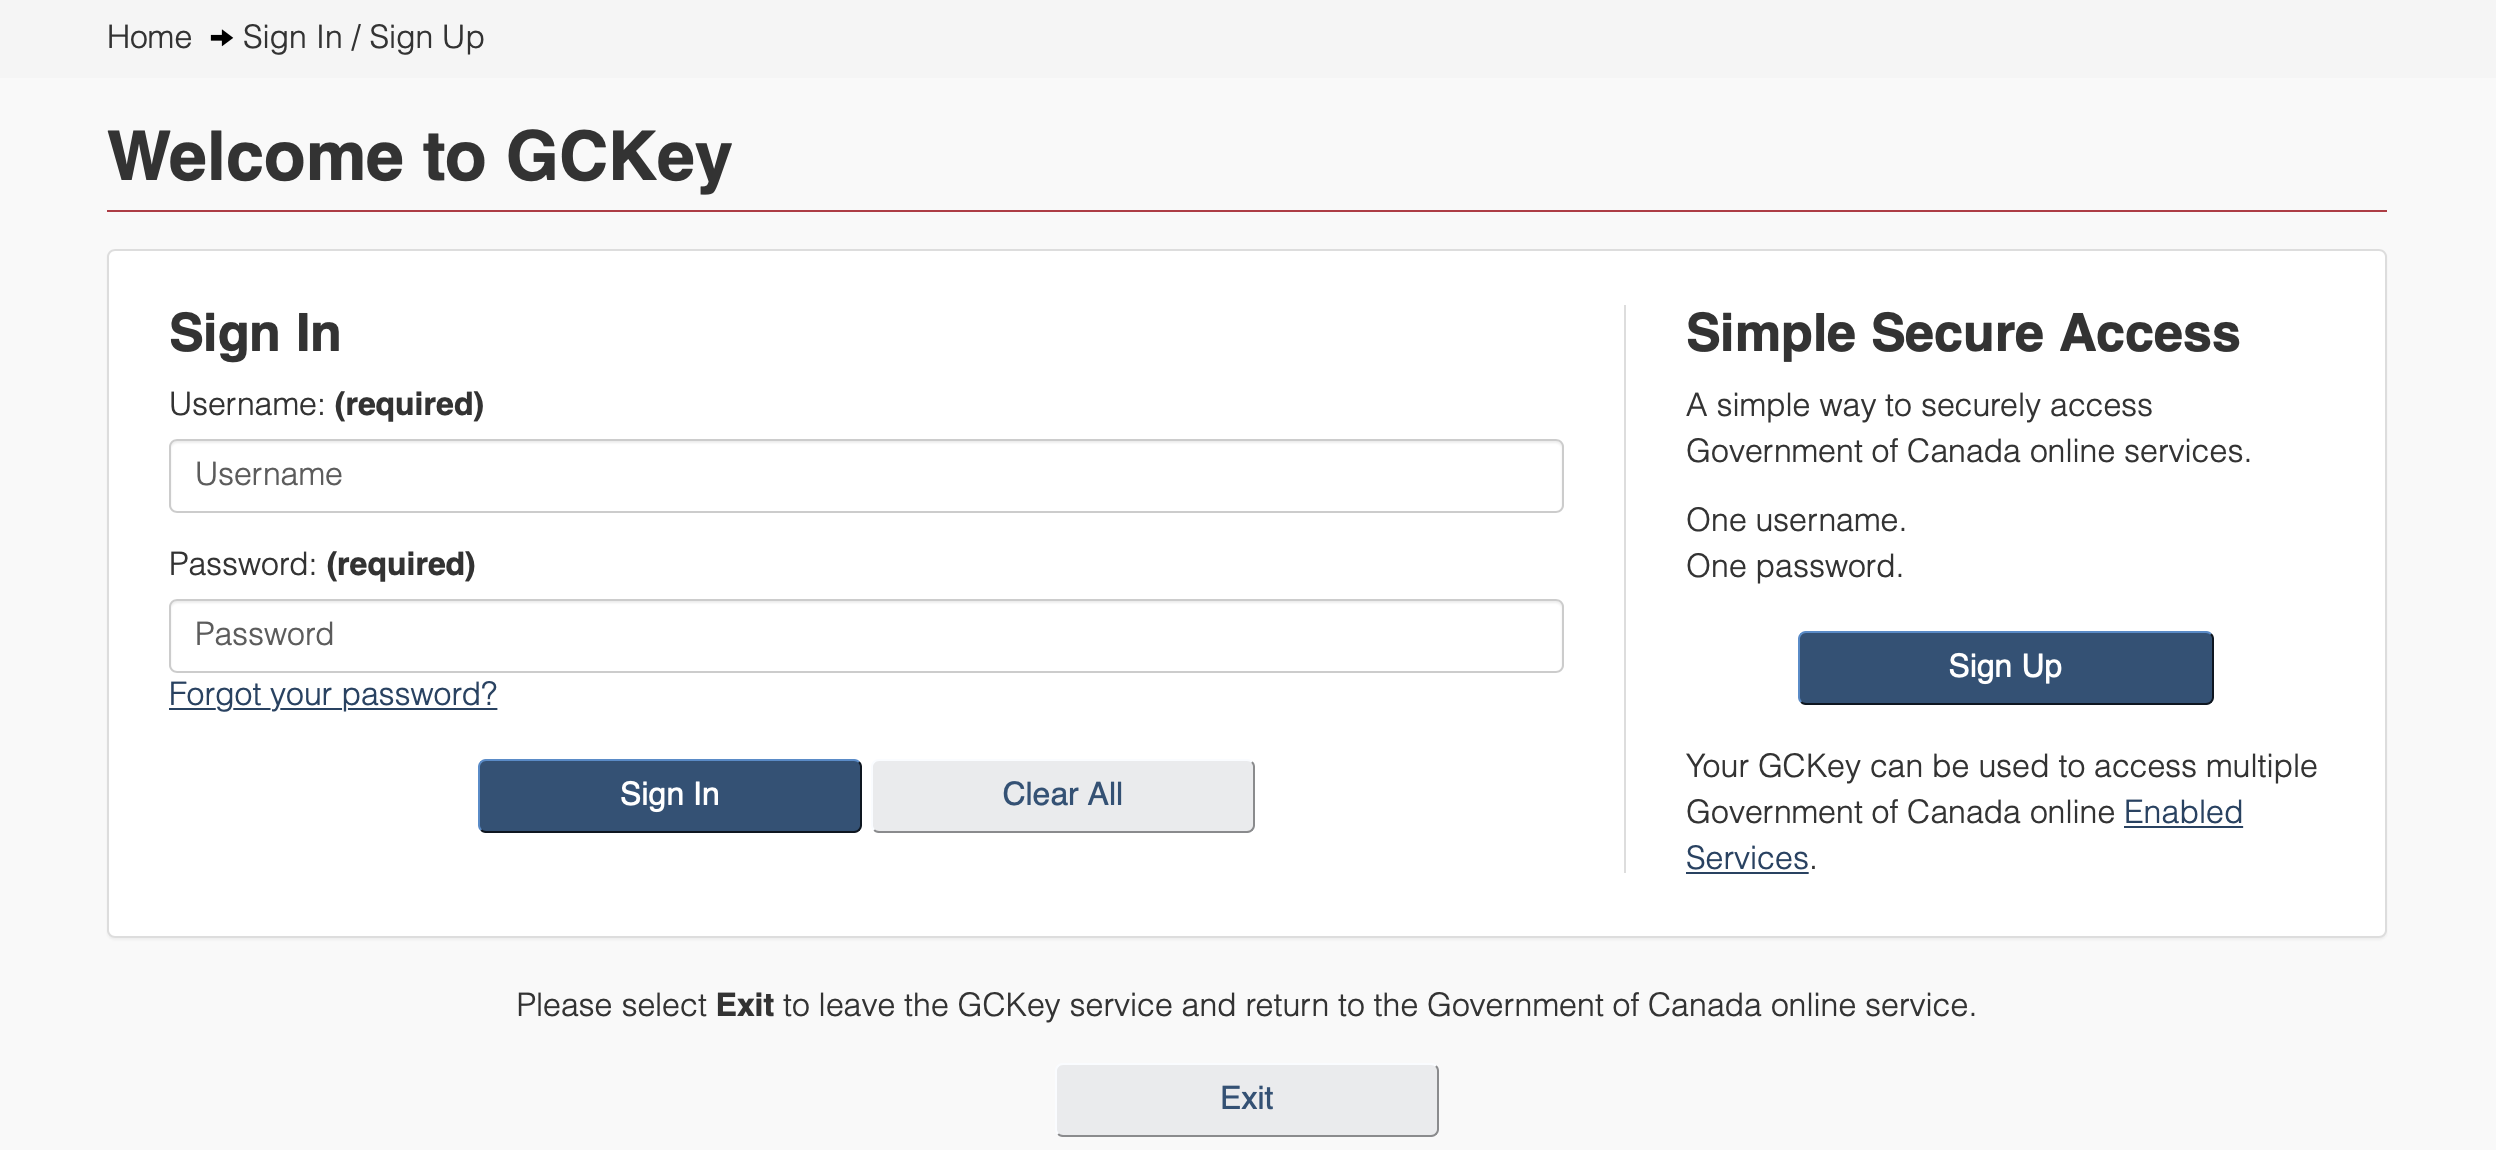 Home ➔ Sign In / Sign Up
Welcome to GCKey
Sign In
Username: (required)
Username
Password: (required)
Password
Forgot your password?
Sign In
Clear All
Simple Secure Access
A simple way to securely access
Government of Canada online services.
One username.
One password.
Sign Up
Your GCKey can be used to access multiple
Government of Canada online Enabled
Services.
Please select Exit to leave the GCKey service and return to the Government of Canada online service.
Exit